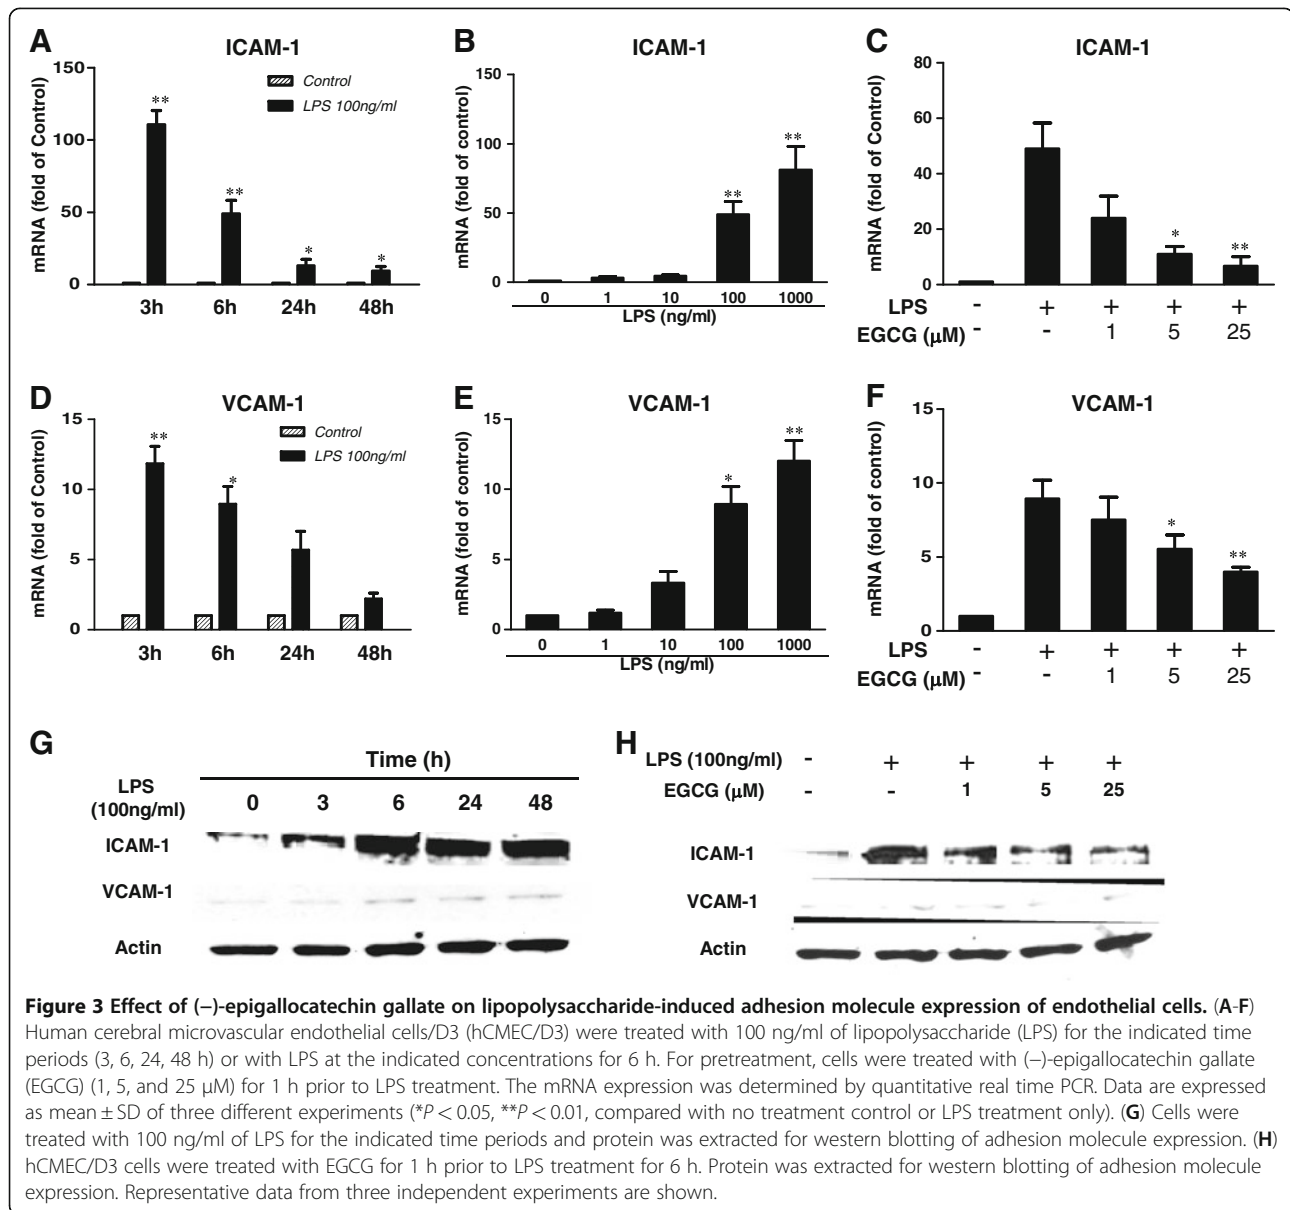 A
ICAM-1
mRNA (fold of Control)
150
100
50
0
Control
LPS 100ng/ml
**
**
*
*
3h 6h 24h 48h
B
ICAM-1
mRNA (fold of control)
150
100
50
0
**
**
0 1 10 100 1000
LPS (ng/ml)
C
ICAM-1
mRNA (fold of Control)
80
60
40
20
0
*
**
LPS - + + + +
EGCG (μM) - - 1 5 25
D
VCAM-1
mRNA (fold of Control)
15
10
5
0
Control
LPS 100ng/ml
**
*
3h 6h 24h 48h
E
VCAM-1
mRNA (fold of control)
15
10
5
0
*
**
0 1 10 100 1000
LPS (ng/ml)
F
VCAM-1
mRNA (fold of control)
15
10
5
0
*
**
LPS - + + + +
EGCG (μM) - - 1 5 25
G
Time (h)
LPS
(100ng/ml)
0 3 6 24 48
ICAM-1
VCAM-1
Actin
H
LPS (100ng/ml) - + + + +
EGCG (μM) - - 1 5 25
ICAM-1
VCAM-1
Actin
Figure 3 Effect of (−)-epigallocatechin gallate on lipopolysaccharide-induced adhesion molecule expression of endothelial cells. (A-F)
Human cerebral microvascular endothelial cells/D3 (hCMEC/D3) were treated with 100 ng/ml of lipopolysaccharide (LPS) for the indicated time
periods (3, 6, 24, 48 h) or with LPS at the indicated concentrations for 6 h. For pretreatment, cells were treated with (−)-epigallocatechin gallate
(EGCG) (1, 5, and 25 μM) for 1 h prior to LPS treatment. The mRNA expression was determined by quantitative real time PCR. Data are expressed
as mean ± SD of three different experiments (*P < 0.05, **P < 0.01, compared with no treatment control or LPS treatment only). (G) Cells were
treated with 100 ng/ml of LPS for the indicated time periods and protein was extracted for western blotting of adhesion molecule expression. (H)
hCMEC/D3 cells were treated with EGCG for 1 h prior to LPS treatment for 6 h. Protein was extracted for western blotting of adhesion molecule
expression. Representative data from three independent experiments are shown.